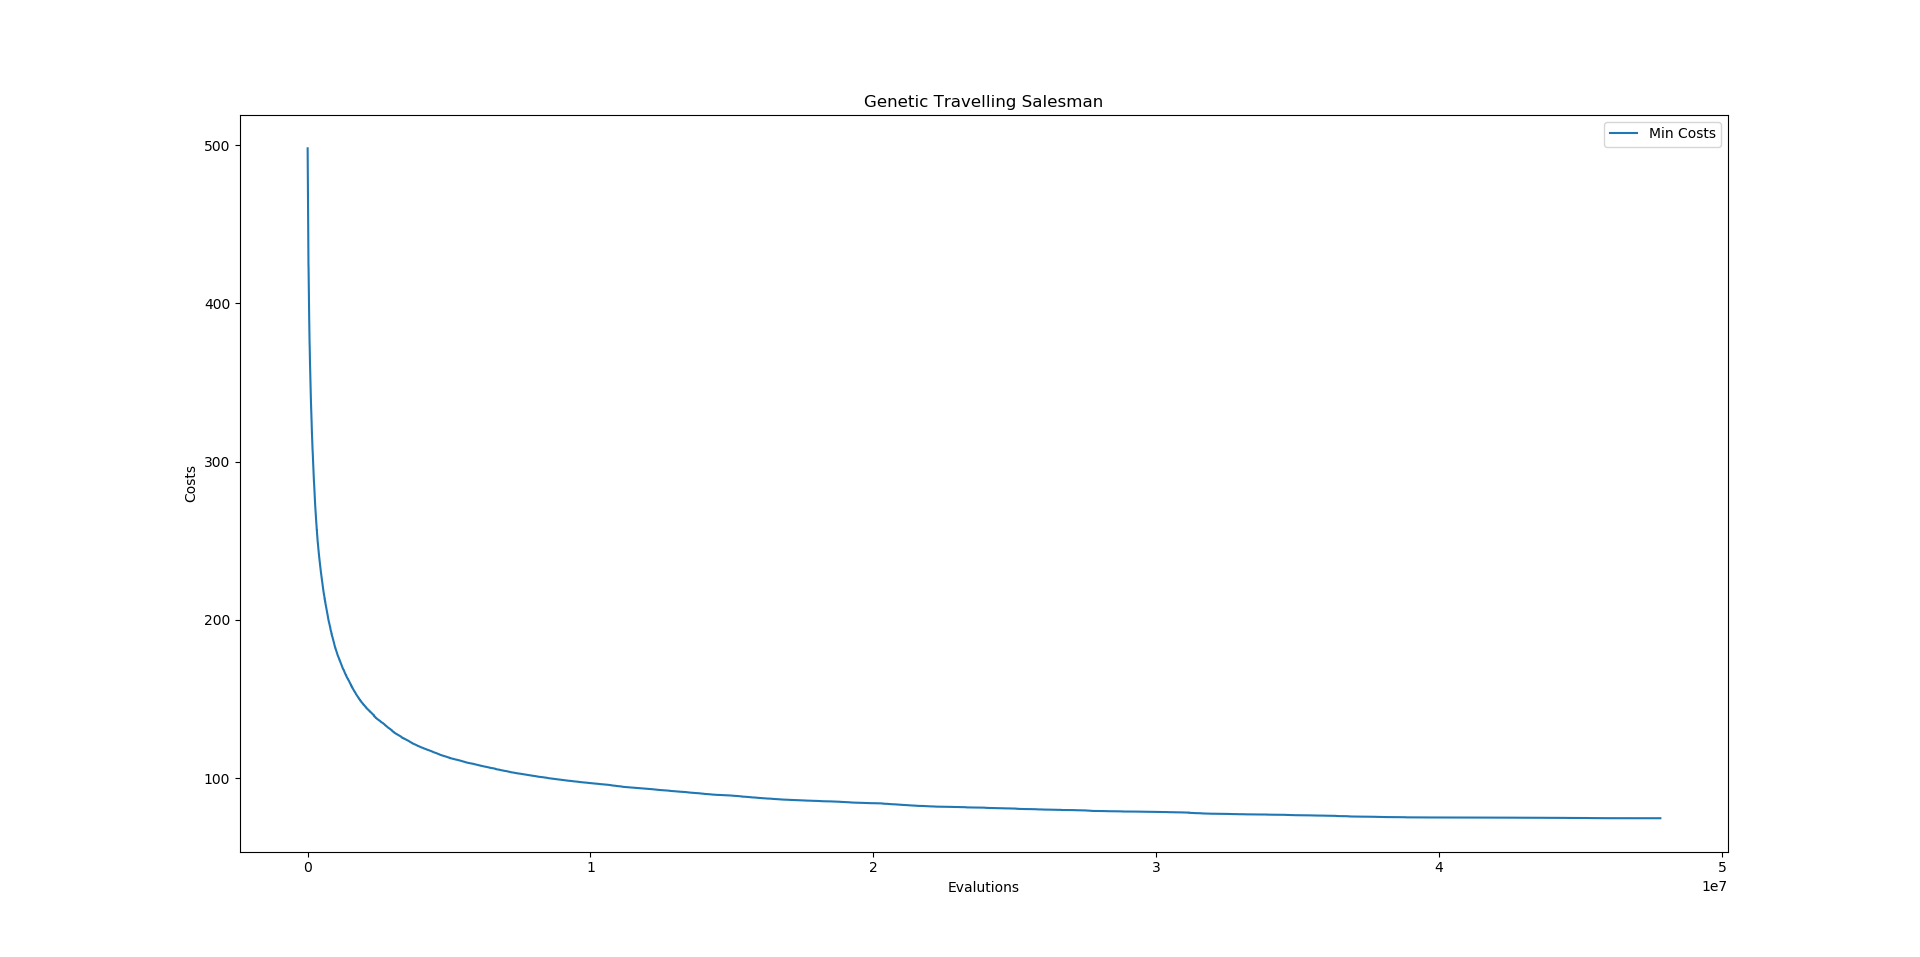 Genetic Travelling Salesman
Min Costs
500
400
300
200
100
Costs
0 1 2 3 4 5
1e7
Evalutions